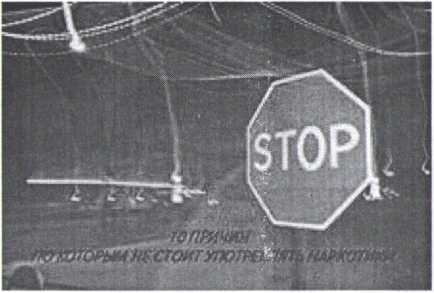 STOP
10 ПРИЧИН
ПО КОТОРЫМ НЕ СТОИТ УПОТРЕБЛЯТЬ НАРКОТИКИ